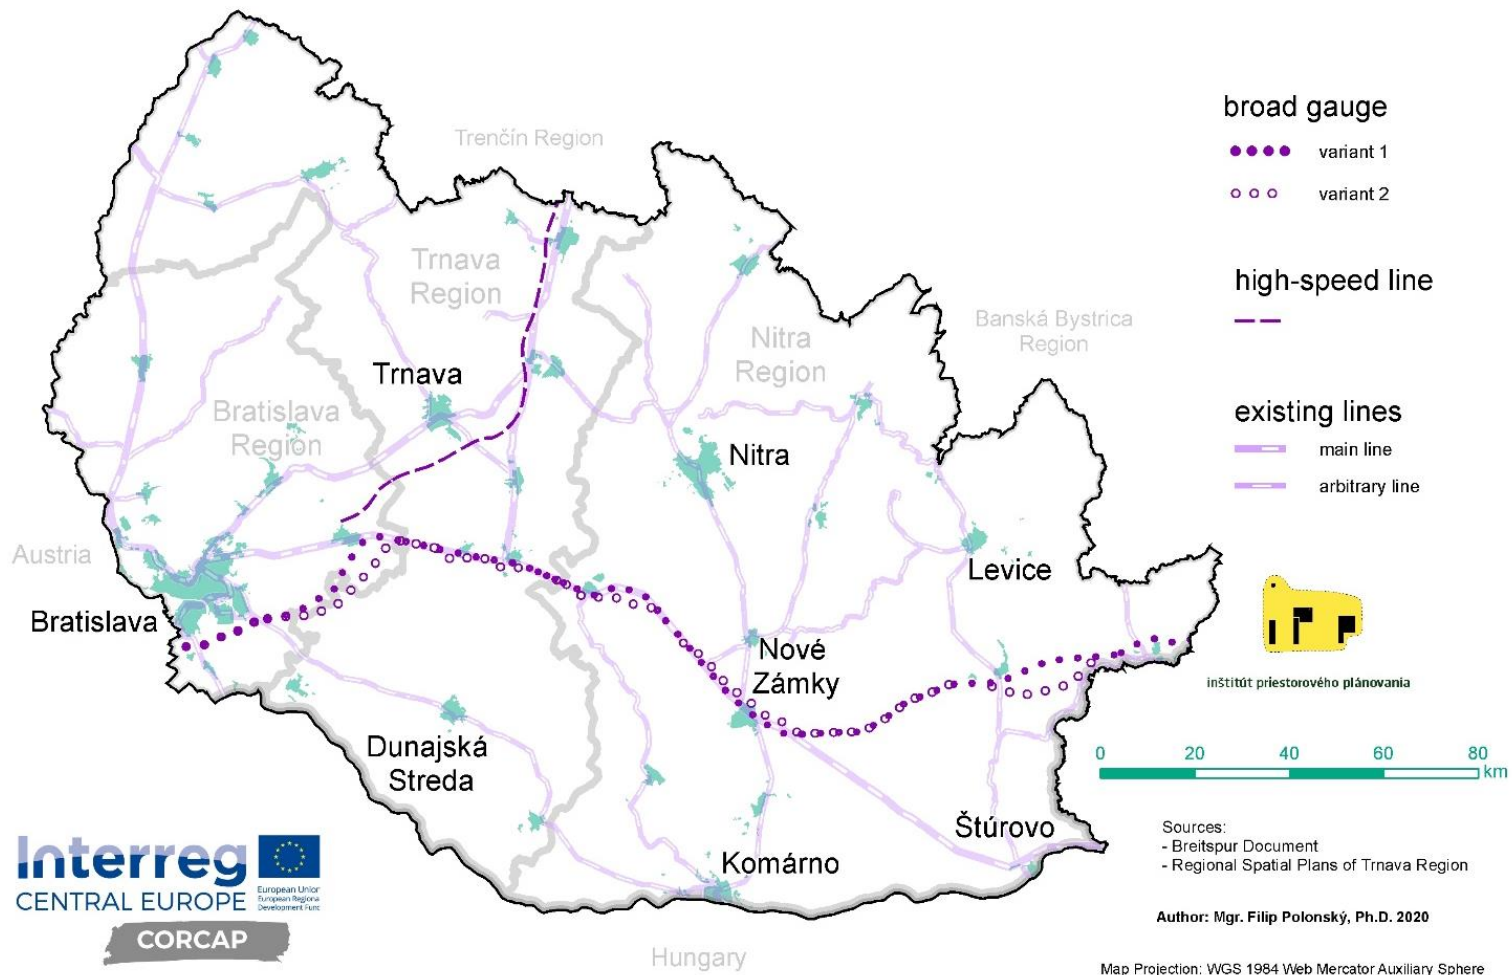 Trenčín Region
Trnava
Region
Trnava
Bratislava
Region
Nitra
Region
Banská Bystrica
Region
Nitra
Austria
Bratislava
Levice
Nové
Zámky
Dunajská
Streda
Komárno
Štúrovo
Hungary
broad gauge
variant 1
variant 2
high-speed line
existing lines
main line
arbitrary line
inštitút priestorového plánovania
0 20 40 60 80
km
Sources:
- Breitspur Document
- Regional Spatial Plans of Trnava Region
Author: Mgr. Filip Polonský, Ph.D. 2020
Map Projection: WGS 1984 Web Mercator Auxiliary Sphere
Interreg
CENTRAL EUROPE
European Union
European Regiona
Development Func
CORCAP